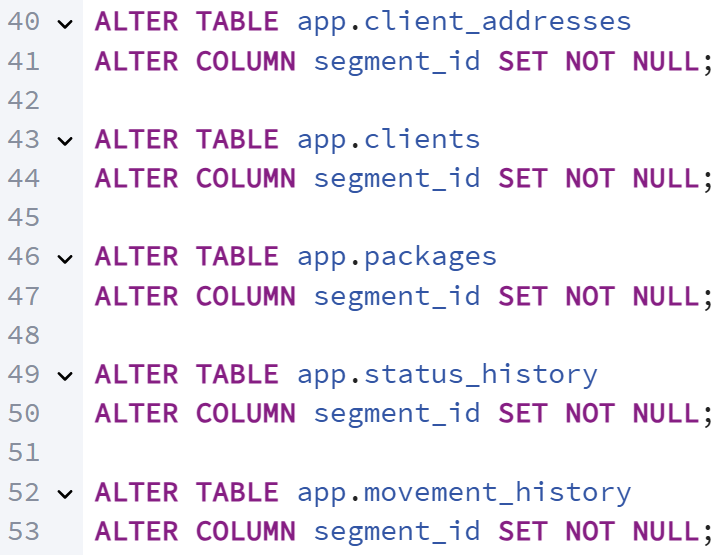 40 ALTER TABLE app.client_addresses
41 ALTER COLUMN segment_id SET NOT NULL;
42
43 ALTER TABLE app.clients
44 ALTER COLUMN segment_id SET NOT NULL;
45
46 ALTER TABLE app.packages
47 ALTER COLUMN segment_id SET NOT NULL;
48
49 ALTER TABLE app.status_history
50 ALTER COLUMN segment_id SET NOT NULL;
51
52 ALTER TABLE app.movement_history
53 ALTER COLUMN segment_id SET NOT NULL;